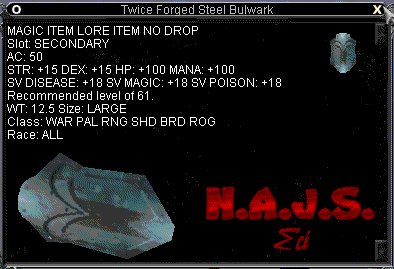 Twice Forged Steel Bulwark
MAGIC ITEM LORE ITEM NO DROP
Slot: SECONDARY
AC: 50
STR: +15 DEX: +15 HP: +100 MANA: +100
SV DISEASE: +18 SV MAGIC: +18 SV POISON: +18
Recommended level of 61.
WT: 12.5 Size: LARGE
Class: WAR PAL RNG SHD BRD ROG
Race: ALL
N.A.J.S.